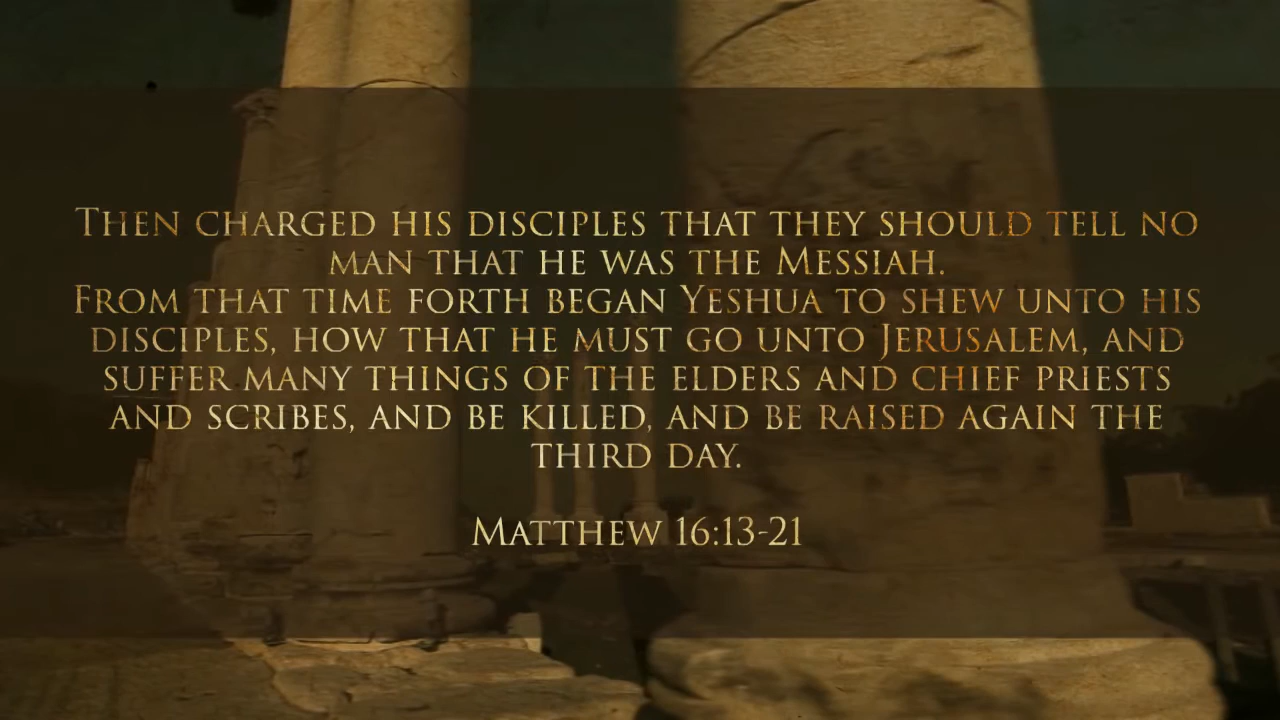 Then charged his disciples that they should tell no
man that he was the Messiah.
From that time forth began Yeshua to shew unto his
disciples, how that he must go unto Jerusalem, and
suffer many things of the elders and chief priests
and scribes, and be killed, and be raised again the
third day.
Matthew 16:13-21